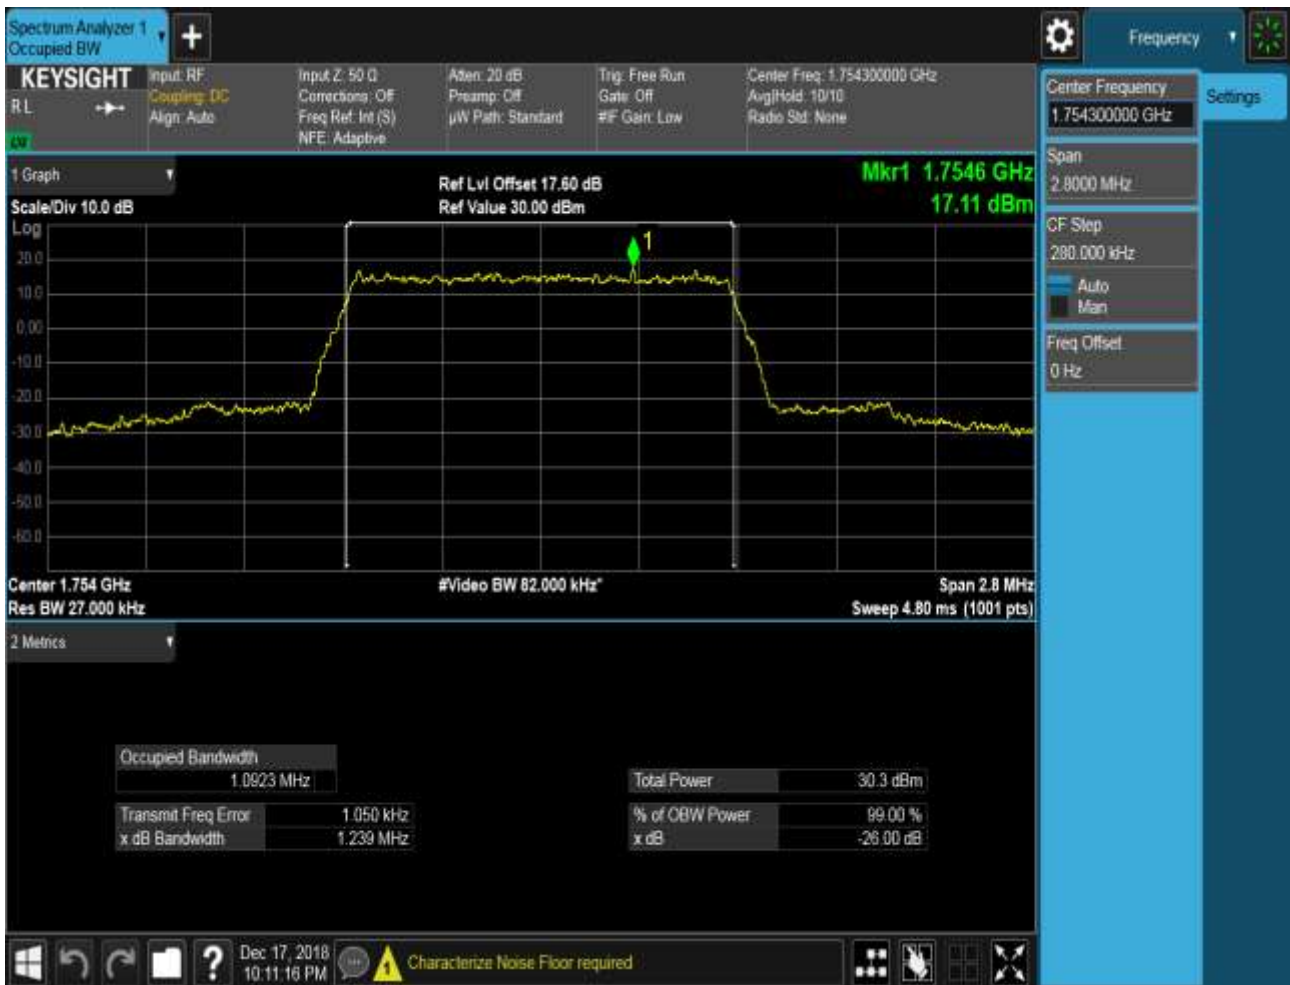 Spectrum Analyzer 1
Occupied BW
Frequency
KEYSIGHT
R L
Input: RF
Coupling: DC
Align: Auto
Input Z: 50 Ω
Corrections: Off
Freq Ref: Int (S)
NFE: Adaptive
Atten: 20 dB
Preamp: Off
µW Path: Standard
Trig: Free Run
Gate: Off
#IF Gain: Low
Center Freq: 1.754300000 GHz
Avg|Hold: 10/10
Radio Std: None
Center Frequency
1.754300000 GHz
Settings
Span
2.8000 MHz
CF Step
280.000 kHz
Auto
Man
Freq Offset
0 Hz
1 Graph
Scale/Div 10.0 dB
Ref Lvl Offset 17.60 dB
Ref Value 30.00 dBm
Mkr1 1.7546 GHz
17.11 dBm
Log
1
20.0
10.0
0.00
-10.0
-20.0
-30.0
-40.0
-50.0
-60.0
Center 1.754 GHz
#Video BW 82.000 kHz*
Span 2.8 MHz
Res BW 27.000 kHz
Sweep 4.80 ms (1001 pts)
2 Metrics
Occupied Bandwidth
1.0923 MHz
Total Power 30.3 dBm
Transmit Freq Error 1.050 kHz
% of OBW Power 99.00 %
x dB Bandwidth 1.239 MHz
x dB -26.00 dB
?
Dec 17, 2018
10:11:16 PM
1
Characterize Noise Floor required